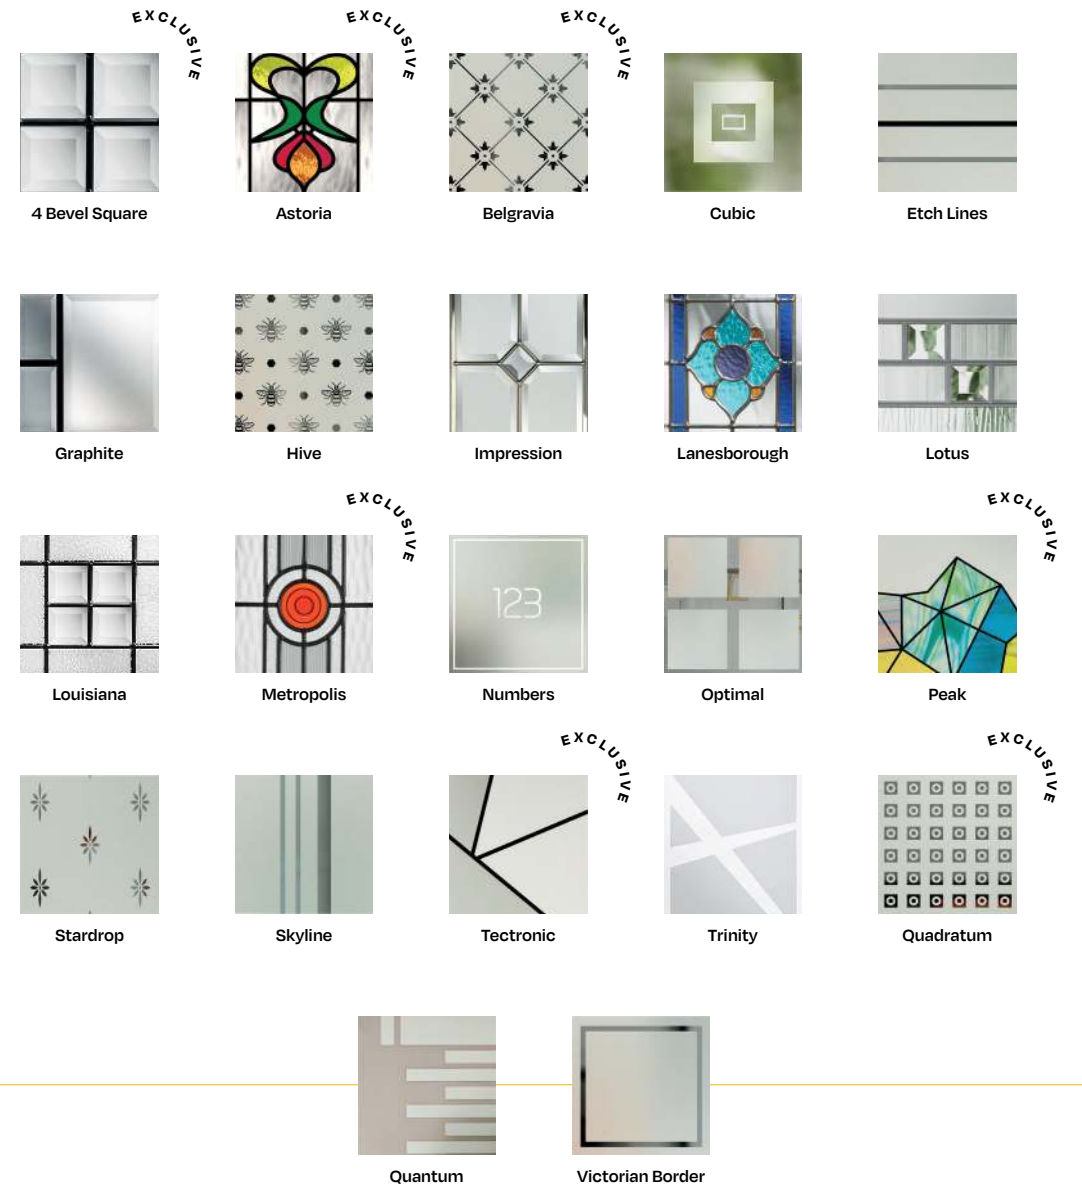 EXCLUSIVE
EXCLUSIVE
EXCLUSIVE
4 Bevel Square
Astoria
Belgravia
Cubic
Etch Lines
Graphite
Hive
Impression
Lanesborough
Lotus
EXCLUSIVE
EXCLUSIVE
123
Louisiana
Metropolis
Numbers
Optimal
Peak
EXCLUSIVE
EXCLUSIVE
Stardrop
Skyline
Tectronic
Trinity
Quadratum
Quantum
Victorian Border